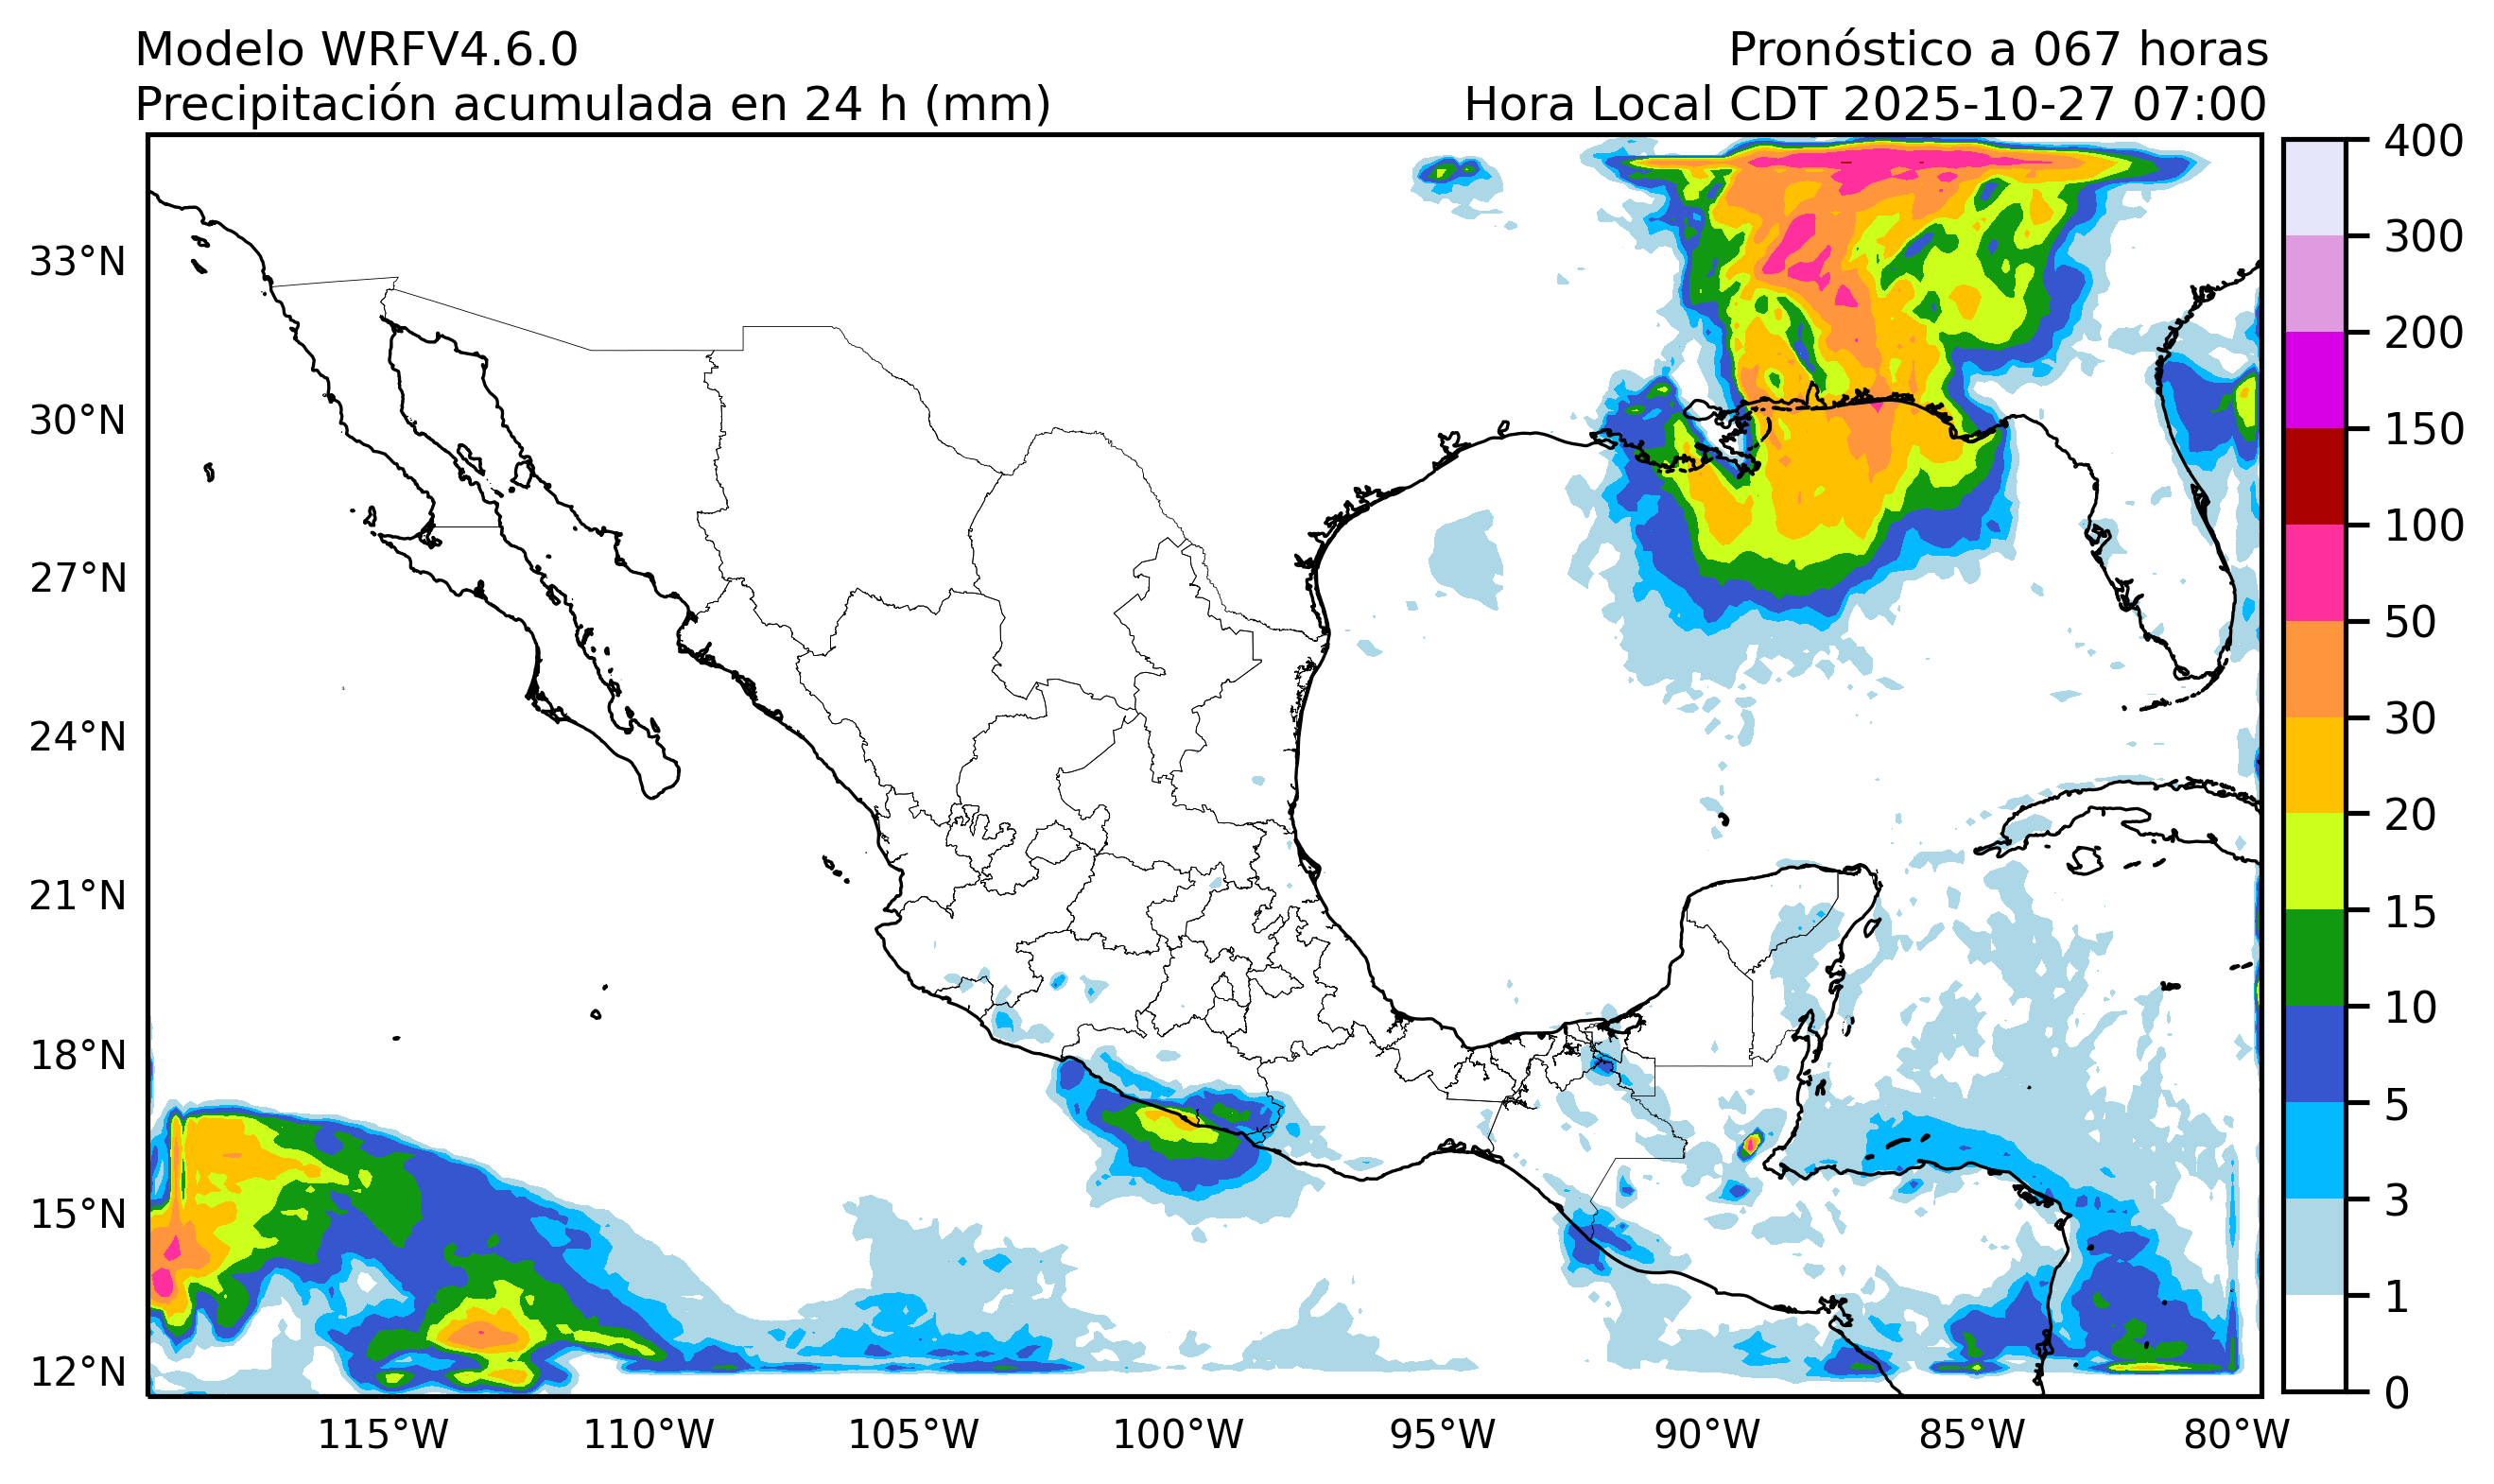 Modelo WRFV4.6.0
Pronóstico a 067 horas
Precipitación acumulada en 24 h (mm)
Hora Local CDT 2025-10-27 07:00
33°N
30°N
27°N
24°N
21°N
18°N
15°N
12°N
115°W
110°W
105°W
100°W
95°W
90°W
85°W
80°W
400
300
200
150
100
50
30
20
15
10
5
3
1
0